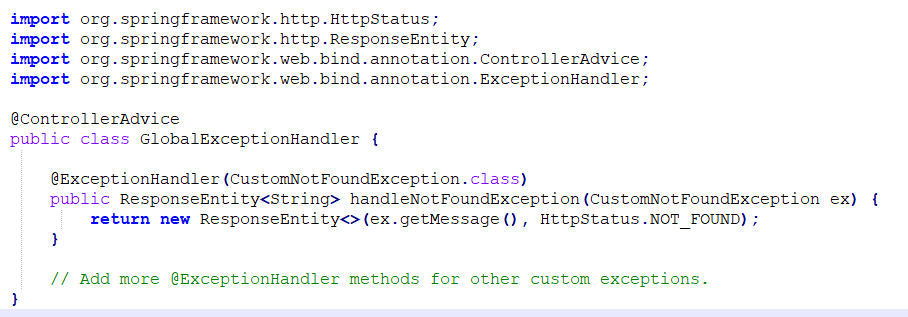 import org.springframework.http.HttpStatus;
import org.springframework.http.ResponseEntity;
import org.springframework.web.bind.annotation.ControllerAdvice;
import org.springframework.web.bind.annotation.ExceptionHandler;

@ControllerAdvice
public class GlobalExceptionHandler {

    @ExceptionHandler(CustomNotFoundException.class)
    public ResponseEntity<String> handleNotFoundException(CustomNotFoundException ex) {
        return new ResponseEntity<>(ex.getMessage(), HttpStatus.NOT_FOUND);
    }

    // Add more @ExceptionHandler methods for other custom exceptions.
}